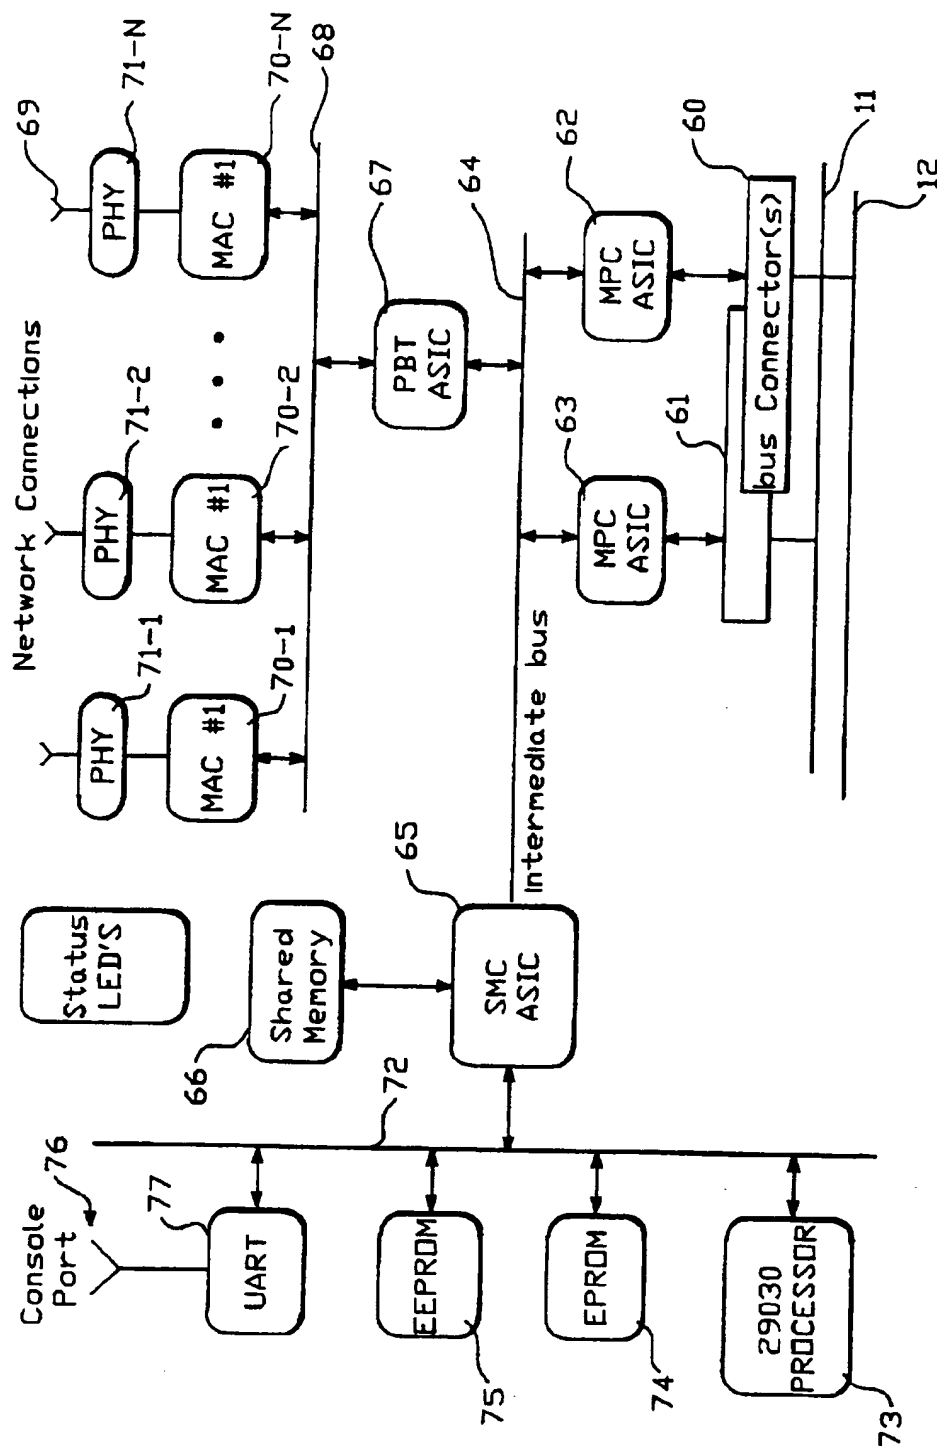 Console
Port
76
77
UART
EEPROM
75
EPROM
74
29030
PROCESSOR
73
72
Status
LED'S
66
Shared
Memory
65
SMC
ASIC
Network Connections
71-1
PHY
MAC #1
70-1
71-2
PHY
MAC #1
70-2
69
71-N
PHY
MAC #1
70-N
68
67
PBT
ASIC
64
Intermediate bus
63
MPC
ASIC
62
MPC
ASIC
61
60
bus Connector(s)
11
12